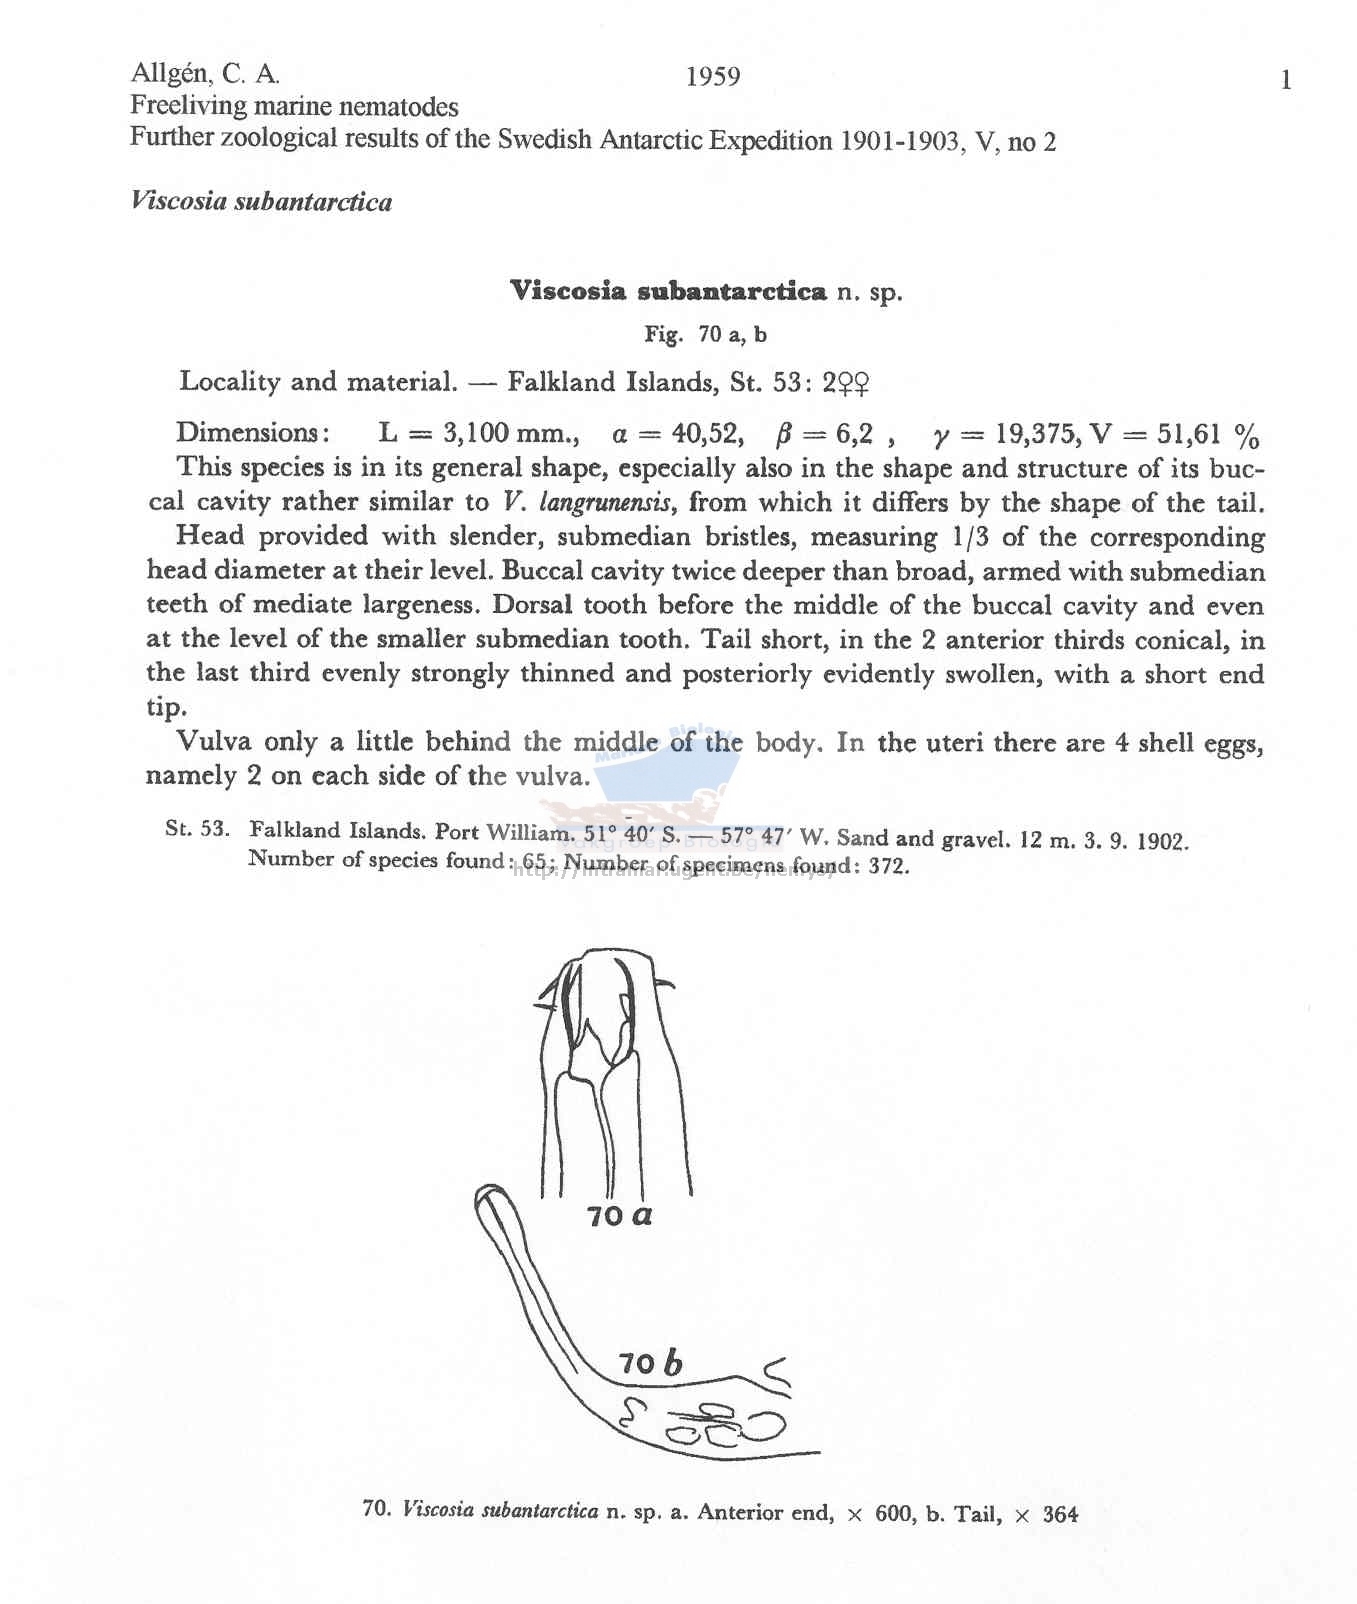 Allgén, C. A. 1959 1
Freeliving marine nematodes
Further zoological results of the Swedish Antarctic Expedition 1901-1903, V, no 2
Viscosia subantarctica
Viscosia subantarctica n. sp.
Fig. 70 a, b
Locality and material. — Falkland Islands, St. 53: 2♀♀
Dimensions: L = 3,100 mm., α = 40,52, β = 6,2 , γ = 19,375, V = 51,61 %
This species is in its general shape, especially also in the shape and structure of its buc-
cal cavity rather similar to V. langrunensis, from which it differs by the shape of the tail.
Head provided with slender, submedian bristles, measuring 1/3 of the corresponding
head diameter at their level. Buccal cavity twice deeper than broad, armed with submedian
teeth of mediate largeness. Dorsal tooth before the middle of the buccal cavity and even
at the level of the smaller submedian tooth. Tail short, in the 2 anterior thirds conical, in
the last third evenly strongly thinned and posteriorly evidently swollen, with a short end
tip.
Vulva only a little behind the middle of the body. In the uteri there are 4 shell eggs,
namely 2 on each side of the vulva.
St. 53. Falkland Islands. Port William. 51° 40′ S. — 57° 47′ W. Sand and gravel. 12 m. 3. 9. 1902.
Number of species found: 65; Number of specimens found: 372.
70 a
70 b
70. Viscosia subantarctica n. sp. a. Anterior end, × 600, b. Tail, × 364